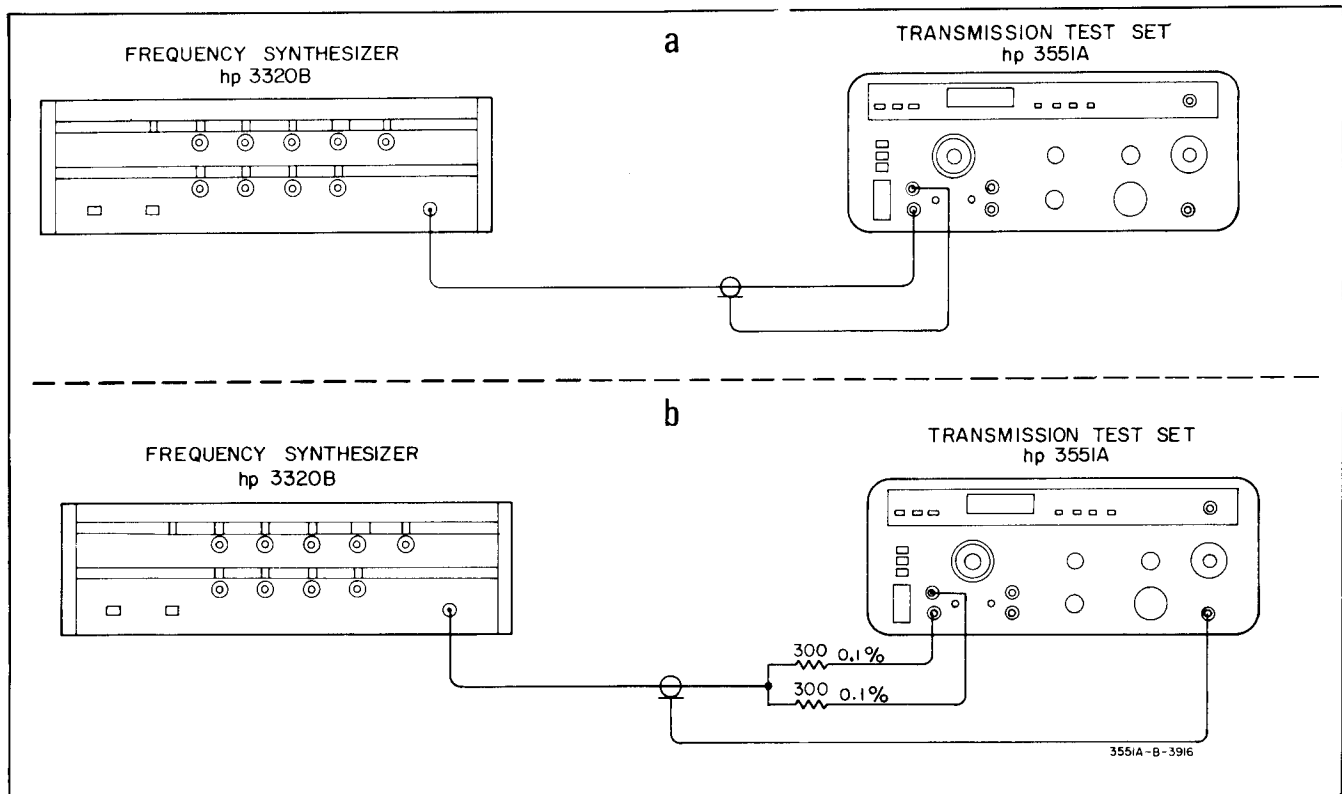 a
FREQUENCY SYNTHESIZER
hp 3320B
TRANSMISSION TEST SET
hp 3551A
b
FREQUENCY SYNTHESIZER
hp 3320B
TRANSMISSION TEST SET
hp 3551A
300 0.1%
300 0.1%
3551A-B-3916